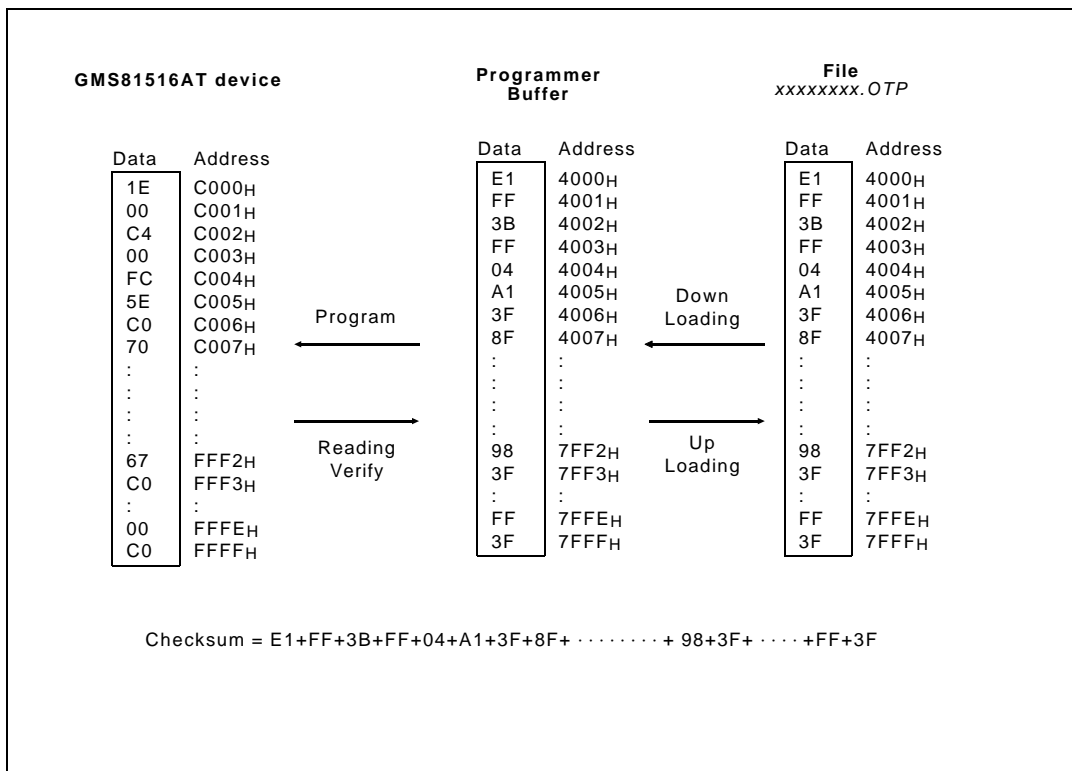 GMS81516AT device
Data Address
1E C000H
00 C001H
C4 C002H
00 C003H
FC C004H
5E C005H
C0 C006H
70 C007H
: :
: :
: :
: :
67 FFF2H
C0 FFF3H
: :
00 FFFEH
C0 FFFFH
Program
Reading
Verify
Programmer
Buffer
Data Address
E1 4000H
FF 4001H
3B 4002H
FF 4003H
04 4004H
A1 4005H
3F 4006H
8F 4007H
: :
: :
: :
: :
98 7FF2H
3F 7FF3H
: :
FF 7FFEH
3F 7FFFH
Down
Loading
Up
Loading
File
xxxxxxxx.OTP
Data Address
E1 4000H
FF 4001H
3B 4002H
FF 4003H
04 4004H
A1 4005H
3F 4006H
8F 4007H
: :
: :
: :
: :
98 7FF2H
3F 7FF3H
: :
FF 7FFEH
3F 7FFFH
Checksum = E1+FF+3B+FF+04+A1+3F+8F+ ········ + 98+3F+ ···· +FF+3F